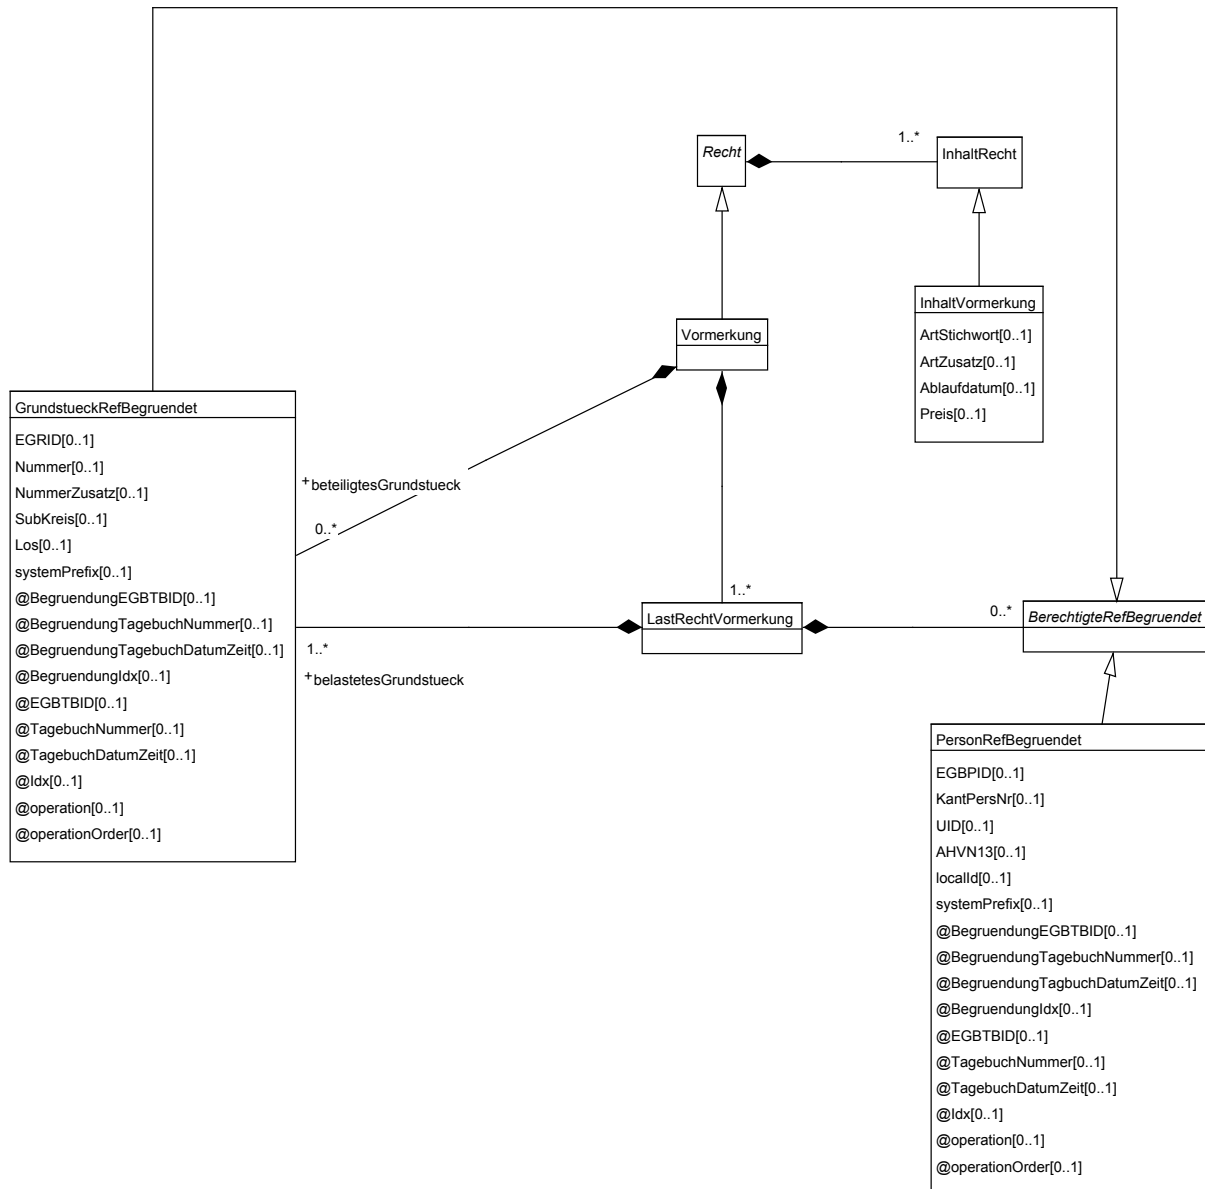 Recht
1..*
InhaltRecht
InhaltVormerkung
ArtStichwort[0..1]
ArtZusatz[0..1]
Ablaufdatum[0..1]
Preis[0..1]
Vormerkung
GrundstueckRefBegruendet
EGRID[0..1]
Nummer[0..1]
NummerZusatz[0..1]
SubKreis[0..1]
Los[0..1]
systemPrefix[0..1]
@BegruendungEGBTBID[0..1]
@BegruendungTagebuchNummer[0..1]
@BegruendungTagebuchDatumZeit[0..1]
@BegruendungIdx[0..1]
@EGBTBID[0..1]
@TagebuchNummer[0..1]
@TagebuchDatumZeit[0..1]
@Idx[0..1]
@operation[0..1]
@operationOrder[0..1]
+beteiligtesGrundstueck
0..*
1..*
LastRechtVormerkung
0..*
BerechtigteRefBegruendet
1..*
+belastetesGrundstueck
PersonRefBegruendet
EGBPID[0..1]
KantPersNr[0..1]
UID[0..1]
AHVN13[0..1]
localId[0..1]
systemPrefix[0..1]
@BegruendungEGBTBID[0..1]
@BegruendungTagebuchNummer[0..1]
@BegruendungTagbuchDatumZeit[0..1]
@BegruendungIdx[0..1]
@EGBTBID[0..1]
@TagebuchNummer[0..1]
@TagebuchDatumZeit[0..1]
@Idx[0..1]
@operation[0..1]
@operationOrder[0..1]